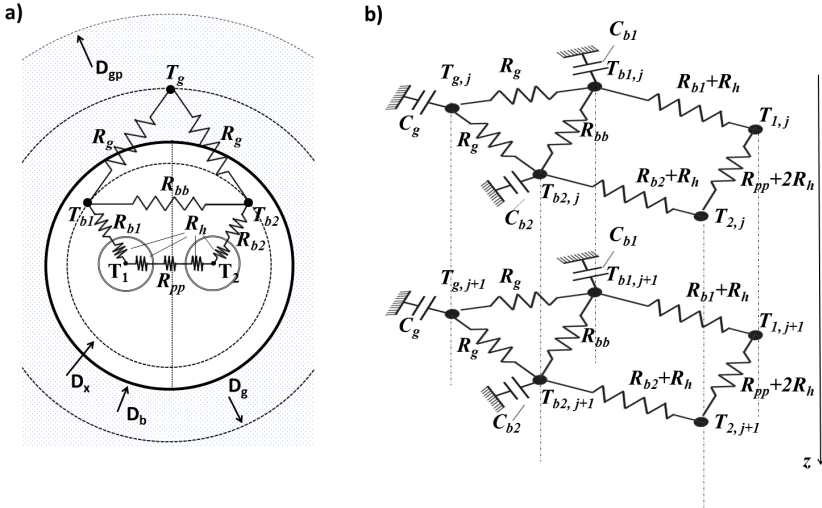 a)
D_gp
T_g
R_g
R_g
R_bb
T_b1
T_b2
R_b1
R_h
R_b2
T_1
T_2
R_pp
D_x
D_b
D_g
b)
C_b1
T_g,j
R_g
T_b1,j
R_b1+R_h
C_g
R_g
R_bb
T_1,j
T_b2,j
R_b2+R_h
R_pp+2R_h
C_b2
T_2,j
C_b1
T_g,j+1
R_g
T_b1,j+1
R_b1+R_h
C_g
R_g
R_bb
T_1,j+1
R_b2+R_h
R_pp+2R_h
C_b2
T_b2,j+1
T_2,j+1
z